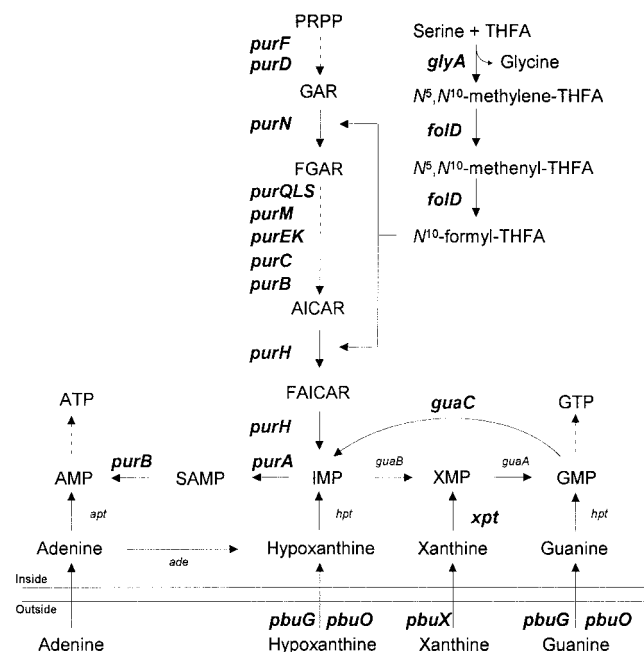 PRPP
purF
purD
GAR
purN
FGAR
purQLS
purM
purEK
purC
purB
AICAR
purH
FAICAR
purH
Serine + THFA
glyA
Glycine
N⁵,N¹⁰-methylene-THFA
folD
N⁵,N¹⁰-methenyl-THFA
folD
N¹⁰-formyl-THFA
ATP
guaC
GTP
AMP
purB
SAMP
purA
IMP
guaB
XMP
guaA
GMP
apt
hpt
xpt
hpt
Adenine
ade
Hypoxanthine
Xanthine
Guanine
Inside
Outside
pbuG pbuO
pbuX
pbuG pbuO
Adenine
Hypoxanthine
Xanthine
Guanine